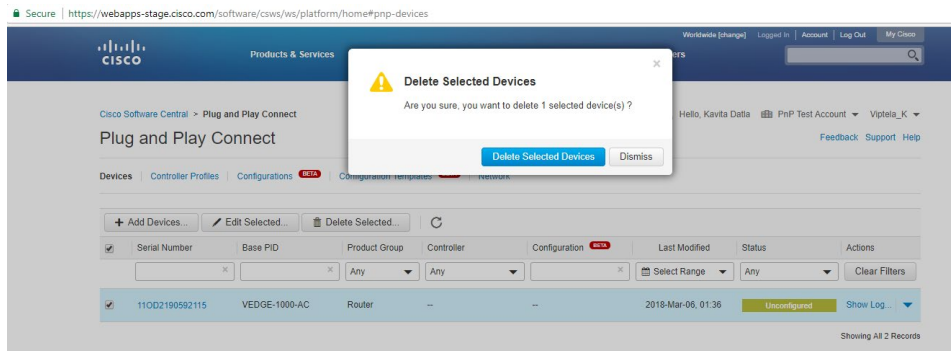 Secure | https://webapps-stage.cisco.com/software/csws/ws/platform/home#pnp-devices
Worldwide [change] Logged In | Account | Log Out My Cisco
CISCO
Products & Services
ers
Delete Selected Devices
Are you sure, you want to delete 1 selected device(s) ?
Delete Selected Devices Dismiss
Cisco Software Central > Plug and Play Connect
Hello, Kavita Datla PnP Test Account Viptela_K
Plug and Play Connect
Feedback Support Help
Devices | Controller Profiles | Configurations BETA | Configuration Templates | Network
+ Add Devices... Edit Selected... Delete Selected...
Serial Number Base PID Product Group Controller Configuration BETA Last Modified Status Actions
Any Any Select Range Any Clear Filters
11OD2190592115 VEDGE-1000-AC Router -- -- 2018-Mar-06, 01:36 Unconfigured Show Log...
Showing All 2 Records